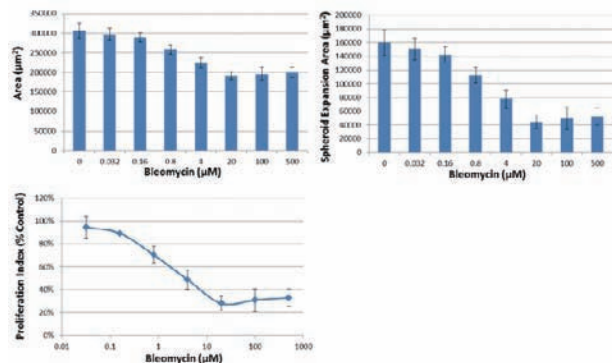 350000
300000
250000
200000
150000
100000
50000
0
Area (µm²)
0 0.032 0.16 0.8 4 20 100 500
Bleomycin (µM)
180000
160000
140000
120000
100000
80000
60000
40000
20000
0
Spheroid Expansion Area (µm²)
0 0.032 0.16 0.8 4 20 100 500
Bleomycin (µM)
120%
100%
80%
60%
40%
20%
0%
Proliferation Index (% Control)
0.01 0.1 1 10 100 1000
Bleomycin (µM)